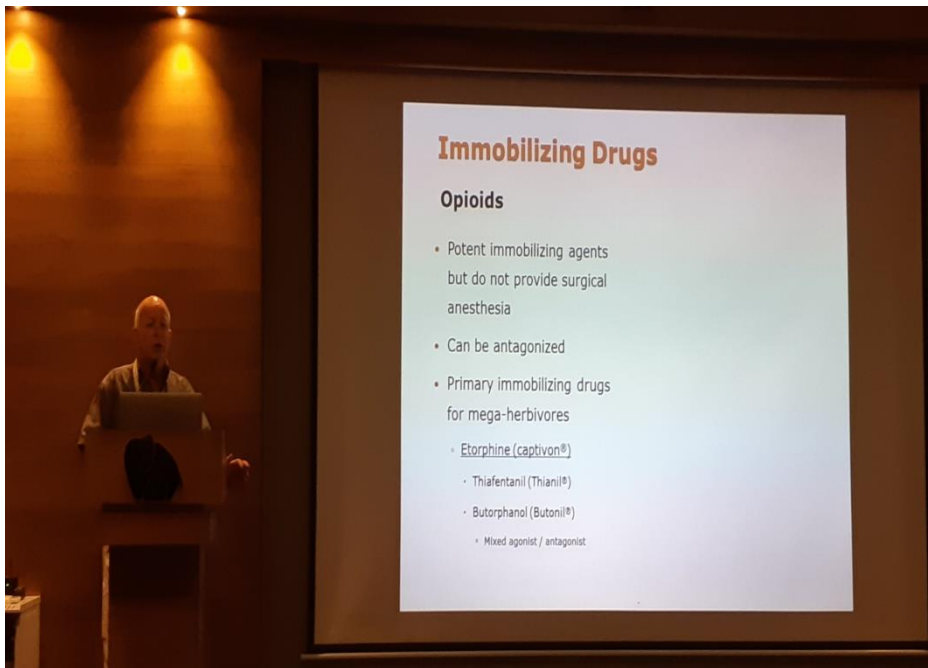 Immobilizing Drugs
Opioids
• Potent immobilizing agents
but do not provide surgical
anesthesia
• Can be antagonized
• Primary immobilizing drugs
for mega-herbivores
◦ Etorphine (captivon®)
• Thiafentanil (Thianil®)
• Butorphanol (Butonil®)
◦ Mixed agonist / antagonist